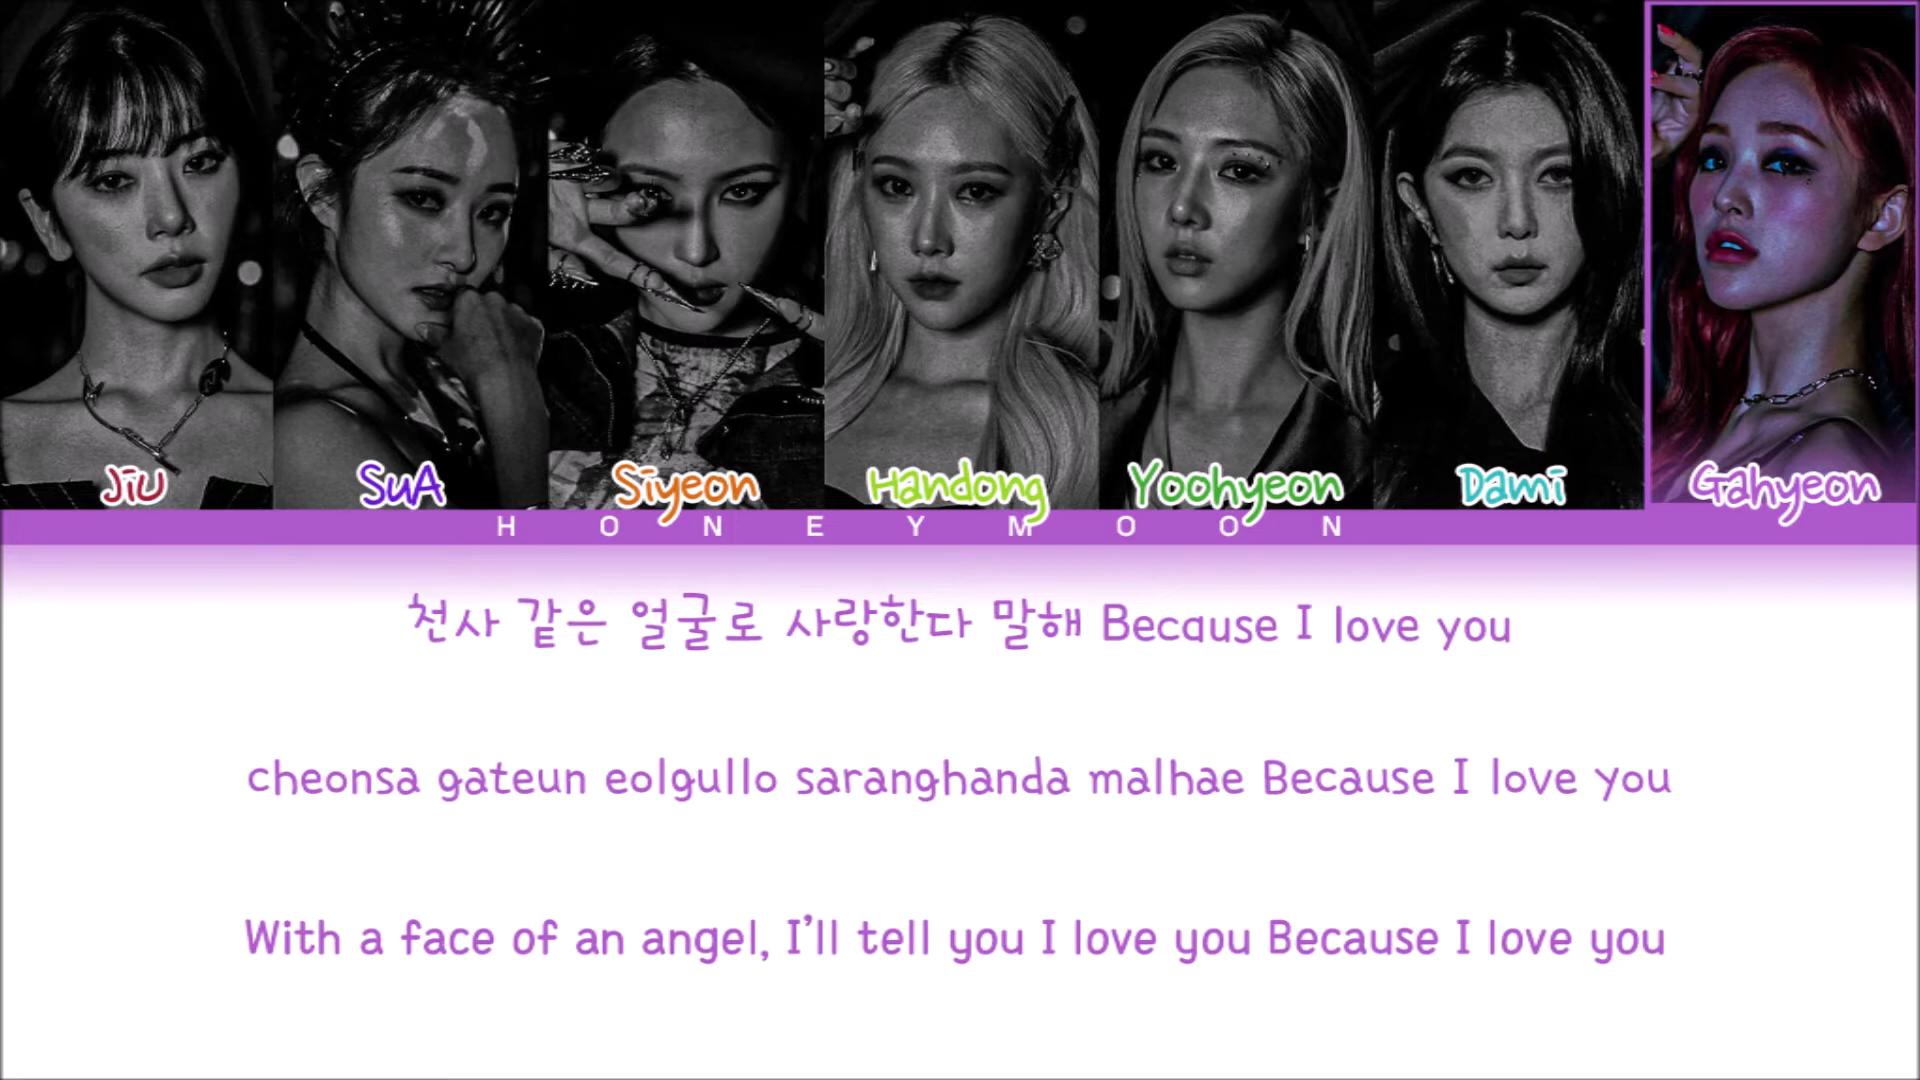 JiU SuA Siyeon Handong Yoohyeon Dami Gahyeon
HONEYMOON
천사 같은 얼굴로 사랑한다 말해 Because I love you
cheonsa gateun eolgullo saranghanda malhae Because I love you
With a face of an angel, I'll tell you I love you Because I love you